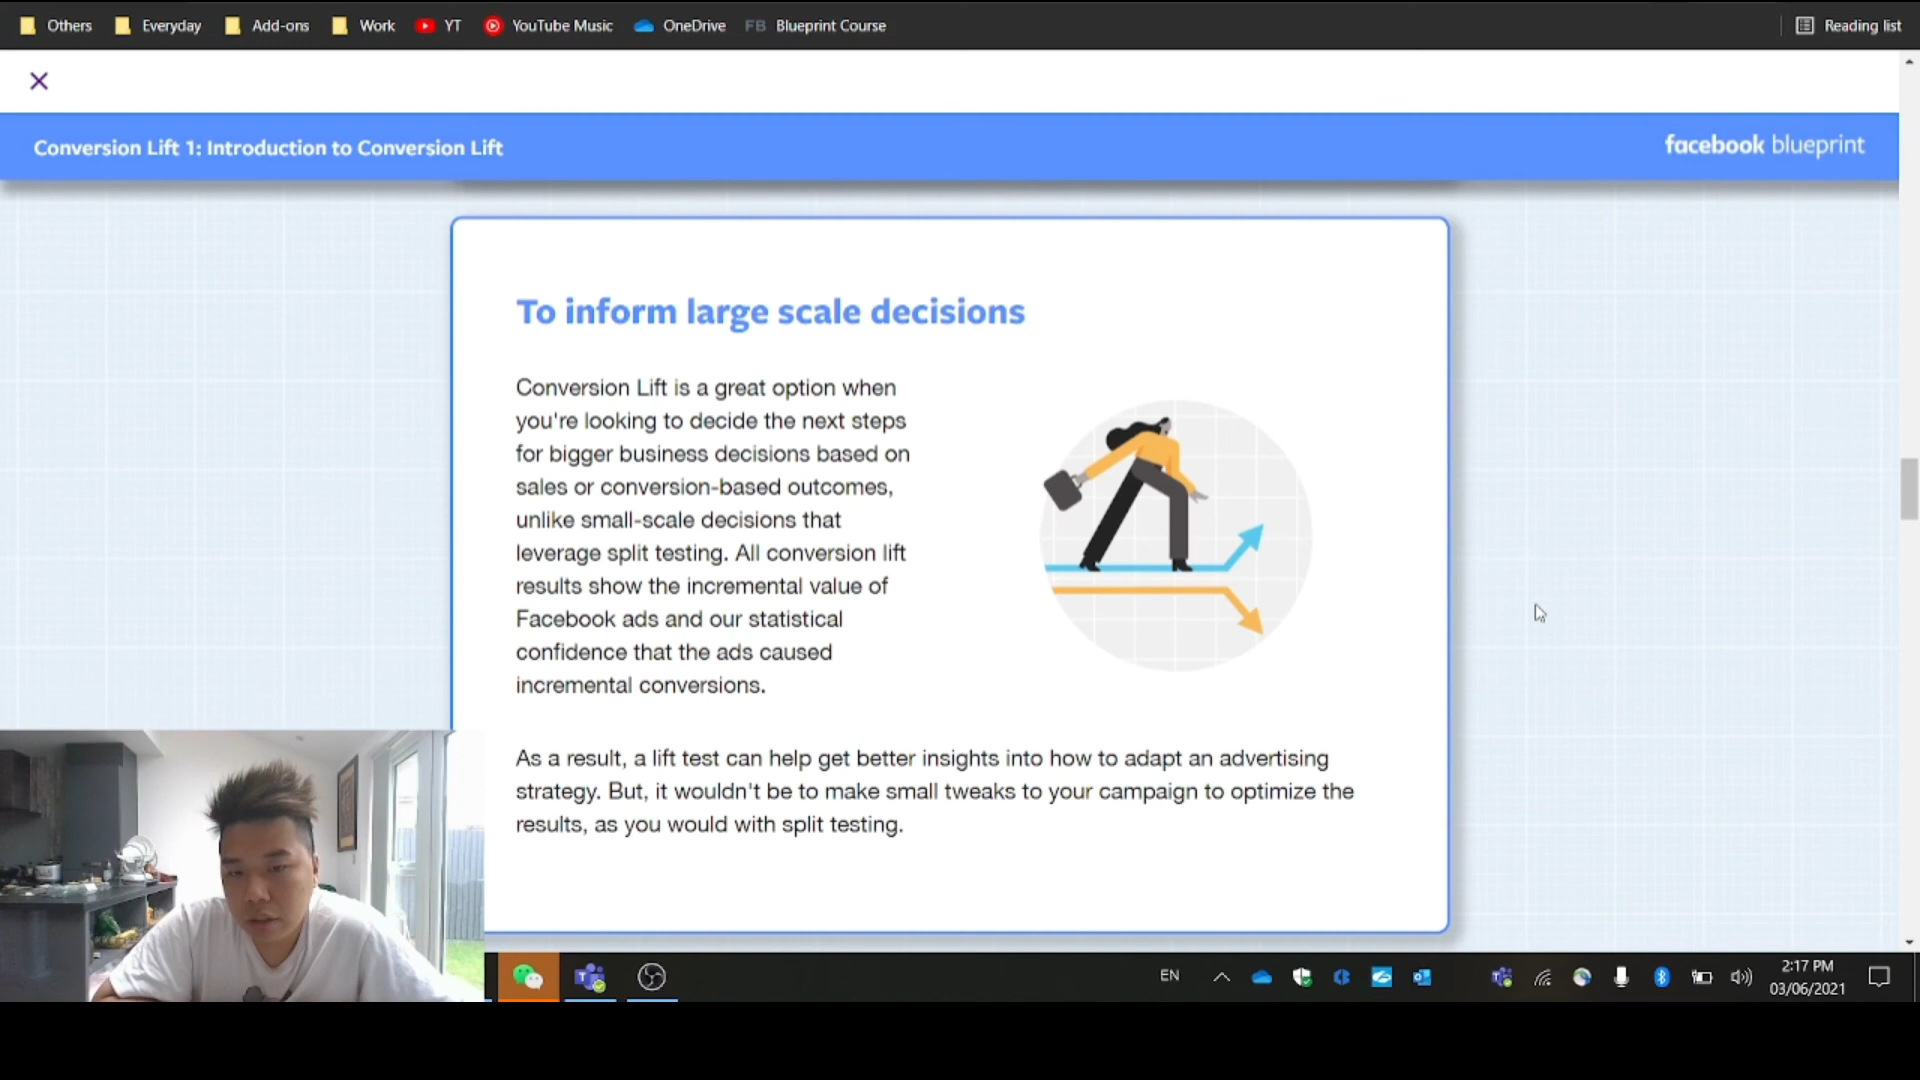 Others Everyday Add-ons Work YT YouTube Music OneDrive FB Blueprint Course Reading list
Conversion Lift 1: Introduction to Conversion Lift facebook blueprint
To inform large scale decisions
Conversion Lift is a great option when
you're looking to decide the next steps
for bigger business decisions based on
sales or conversion-based outcomes,
unlike small-scale decisions that
leverage split testing. All conversion lift
results show the incremental value of
Facebook ads and our statistical
confidence that the ads caused
incremental conversions.
As a result, a lift test can help get better insights into how to adapt an advertising
strategy. But, it wouldn't be to make small tweaks to your campaign to optimize the
results, as you would with split testing.
EN 2:17 PM
03/06/2021